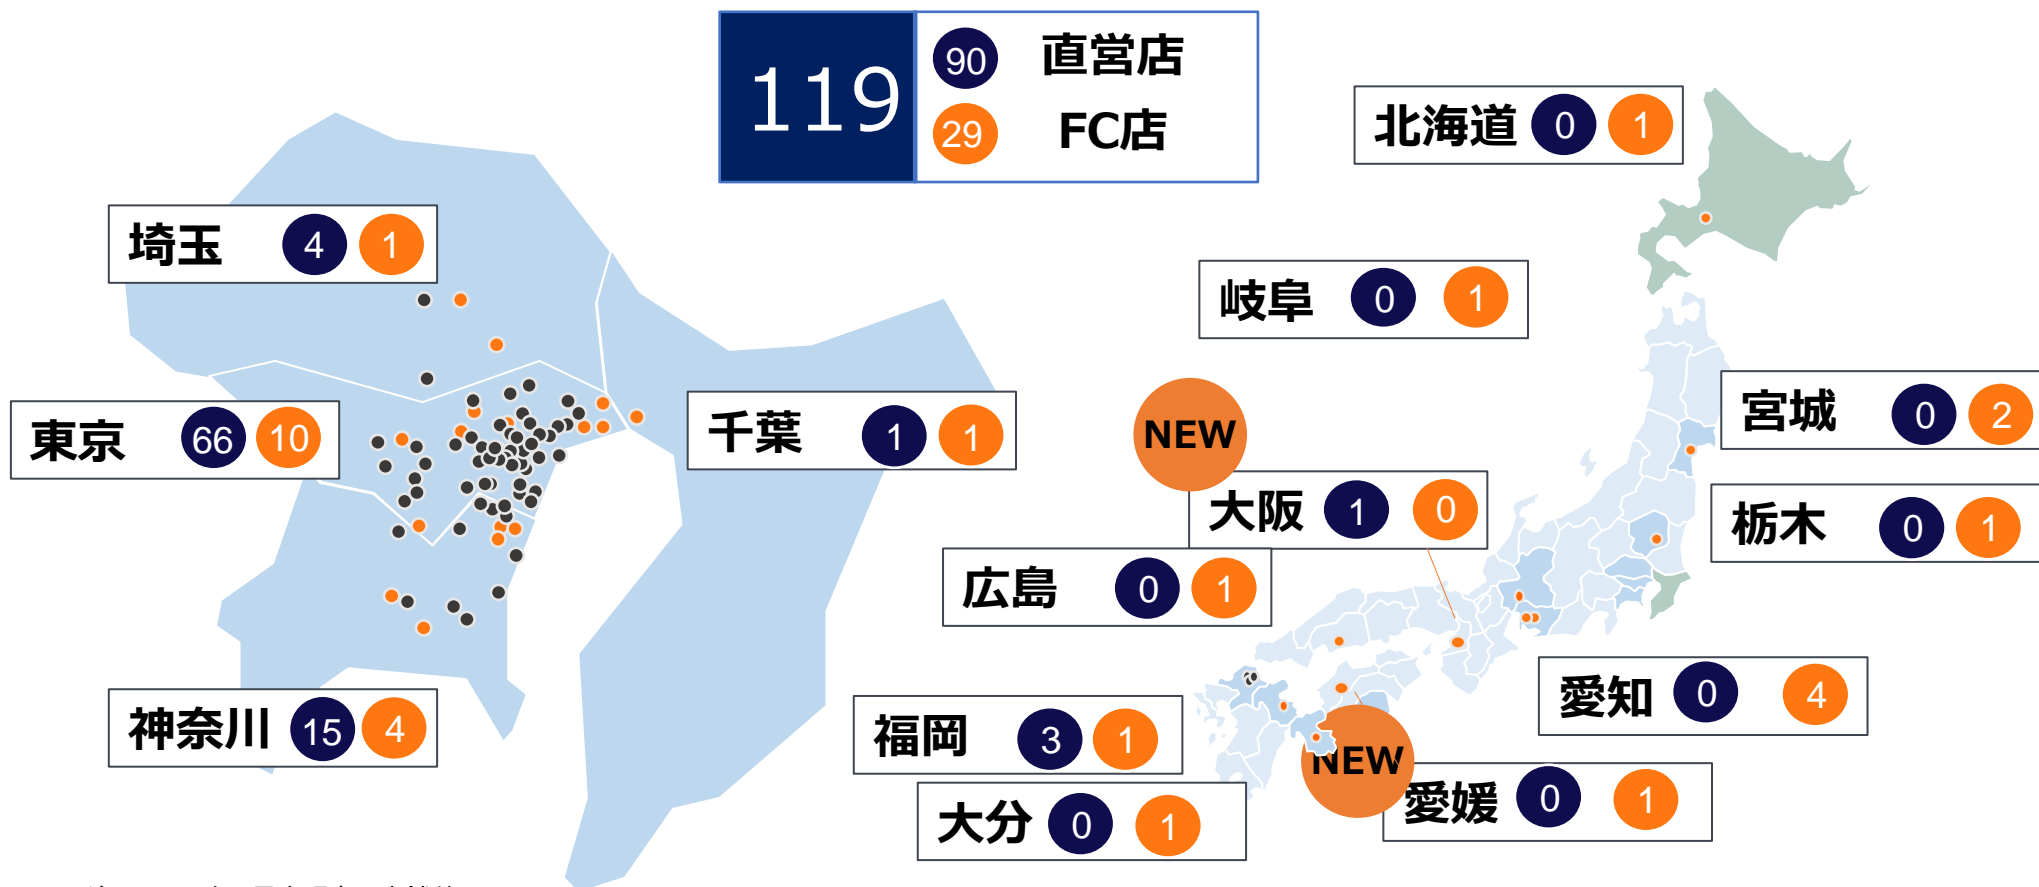 119
90 直営店
29 FC店
北海道 0 1
埼玉 4 1
岐阜 0 1
宮城 0 2
東京 66 10
千葉 1 1
NEW
大阪 1 0
栃木 0 1
広島 0 1
愛知 0 4
神奈川 15 4
福岡 3 1
NEW
愛媛 0 1
大分 0 1